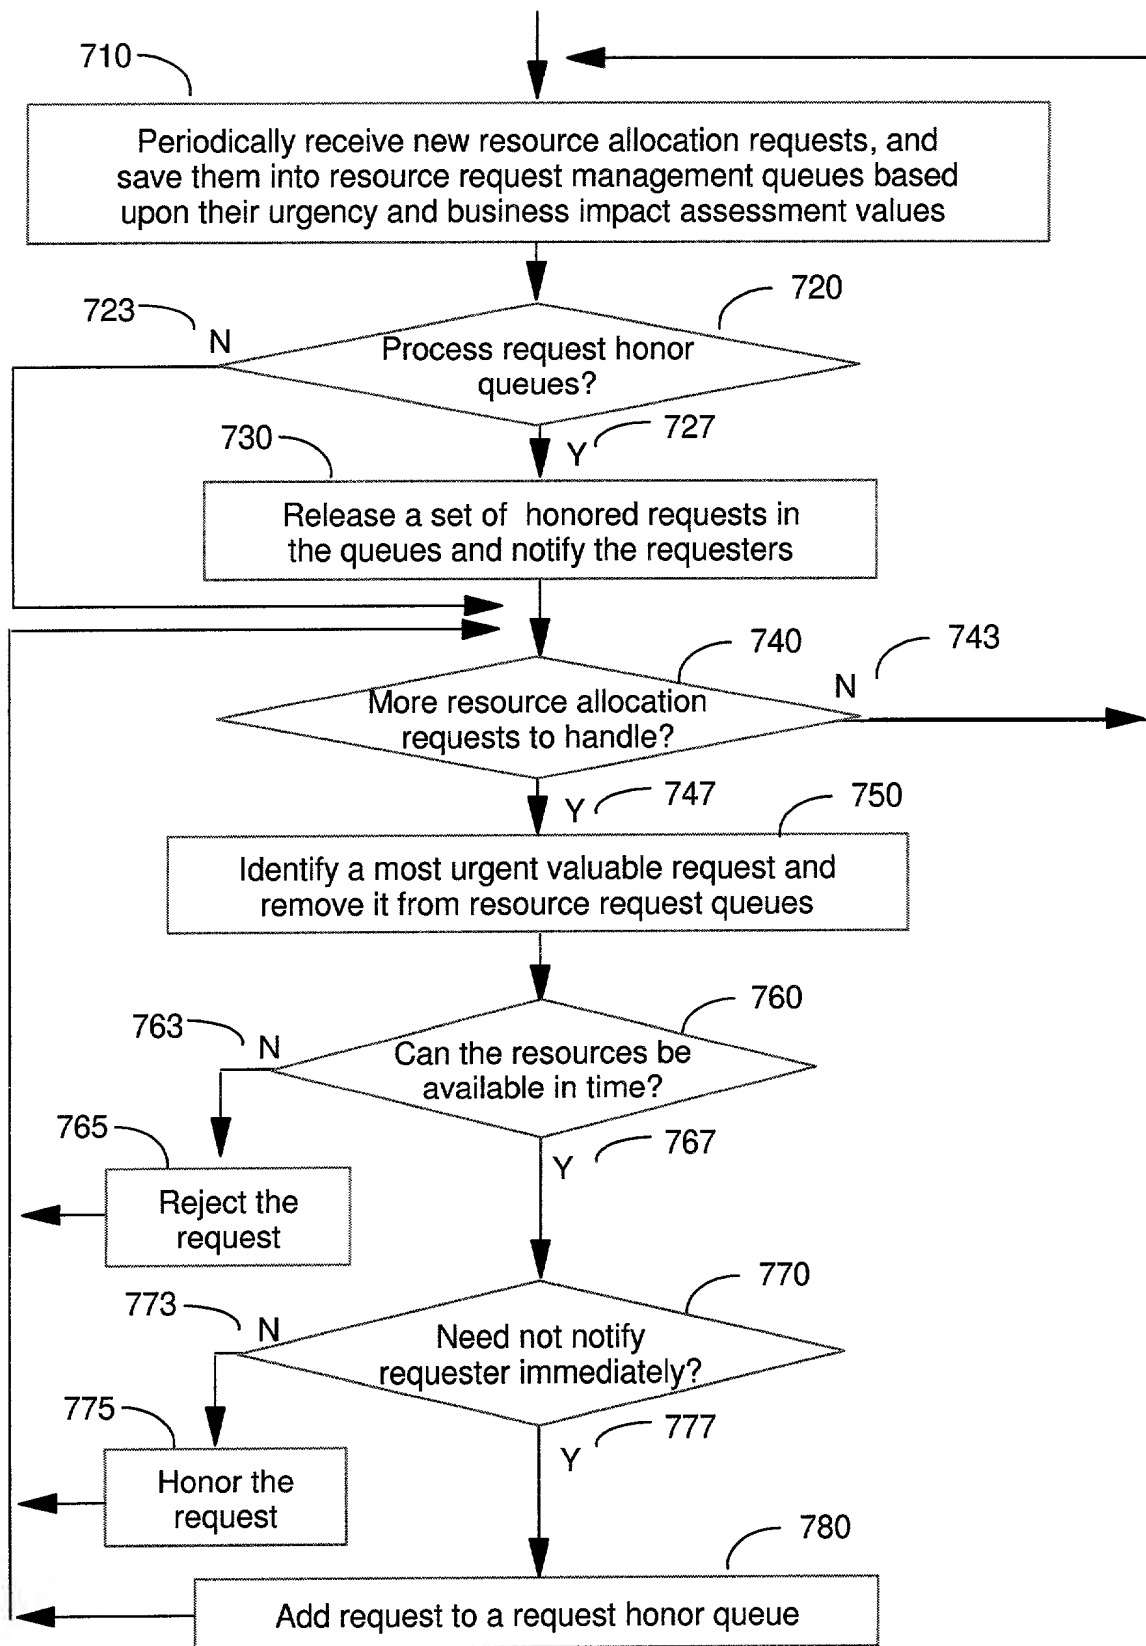 710
Periodically receive new resource allocation requests, and
save them into resource request management queues based
upon their urgency and business impact assessment values
720
723
N
Process request honor
queues?
727
Y
730
Release a set of honored requests in
the queues and notify the requesters
740
743
N
More resource allocation
requests to handle?
747
Y
750
Identify a most urgent valuable request and
remove it from resource request queues
760
763
N
Can the resources be
available in time?
767
Y
765
Reject the
request
770
773
N
Need not notify
requester immediately?
777
Y
775
Honor the
request
780
Add request to a request honor queue